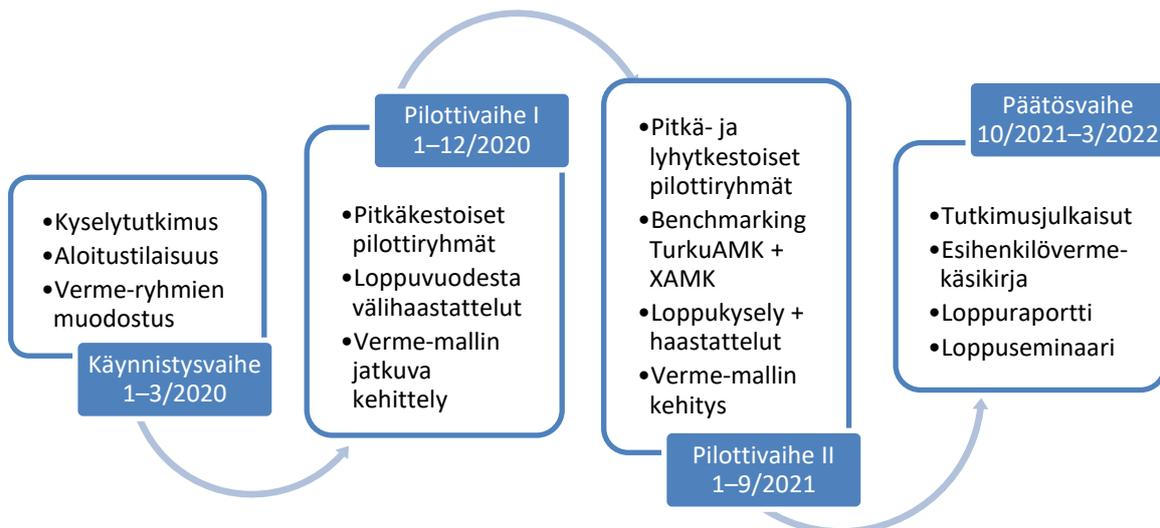 •Kyselytutkimus
•Aloitustilaisuus
•Verme-ryhmien
muodostus
Käynnistysvaihe
1–3/2020
Pilottivaihe I
1–12/2020
•Pitkäkestoiset
pilottiryhmät
•Loppuvuodesta
välihaastattelut
•Verme-mallin
jatkuva
kehittely
•Pitkä- ja
lyhytkestoiset
pilottiryhmät
•Benchmarking
TurkuAMK +
XAMK
•Loppukysely +
haastattelut
•Verme-mallin
kehitys
Pilottivaihe II
1–9/2021
Päätösvaihe
10/2021–3/2022
•Tutkimusjulkaisut
•Esihenkilöverme-
käsikirja
•Loppuraportti
•Loppuseminaari